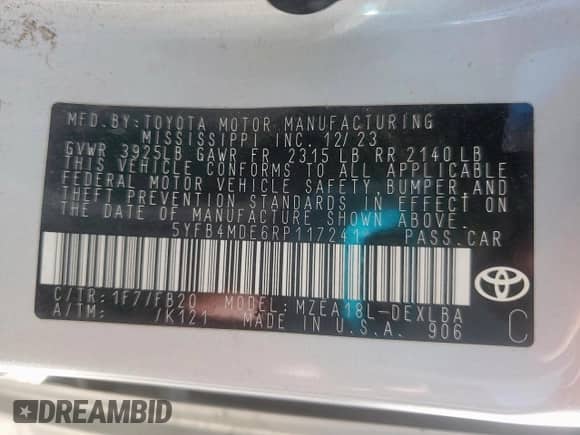 MFD. BY: TOYOTA MOTOR MANUFACTURING
MISSISSIPPI INC. 12/23
GVWR 3925LB GAWR FR 2315 LB RR 2140 LB
THIS VEHICLE CONFORMS TO ALL APPLICABLE
FEDERAL MOTOR VEHICLE SAFETY, BUMPER, AND
THEFT PREVENTION STANDARDS IN EFFECT ON
THE DATE OF MANUFACTURE SHOWN ABOVE.
5YFB4MDE6RP117241 PASS. CAR
C/TR: 1F7/FB20 MODEL: MZEA18L-DEXLBA
A/TM: /K121 MADE IN U.S.A. 906
C
DREAMBID